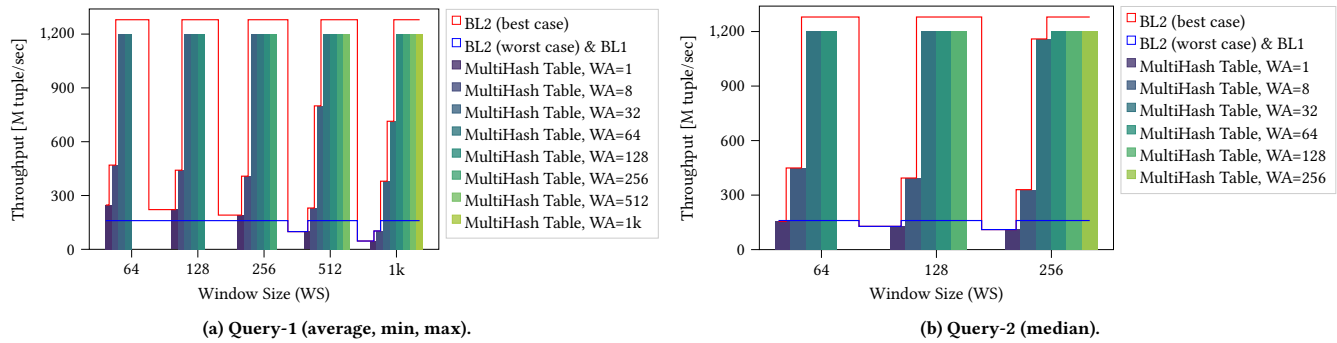 1,200
900
600
300
0
Throughput [M tuple/sec]
64
128
256
512
1k
Window Size (WS)
BL2 (best case)
BL2 (worst case) & BL1
MultiHash Table, WA=1
MultiHash Table, WA=8
MultiHash Table, WA=32
MultiHash Table, WA=64
MultiHash Table, WA=128
MultiHash Table, WA=256
MultiHash Table, WA=512
MultiHash Table, WA=1k
(a) Query-1 (average, min, max).
1,200
900
600
300
0
Throughput [M tuple/sec]
64
128
256
Window Size (WS)
BL2 (best case)
BL2 (worst case) & BL1
MultiHash Table, WA=1
MultiHash Table, WA=8
MultiHash Table, WA=32
MultiHash Table, WA=64
MultiHash Table, WA=128
MultiHash Table, WA=256
(b) Query-2 (median).